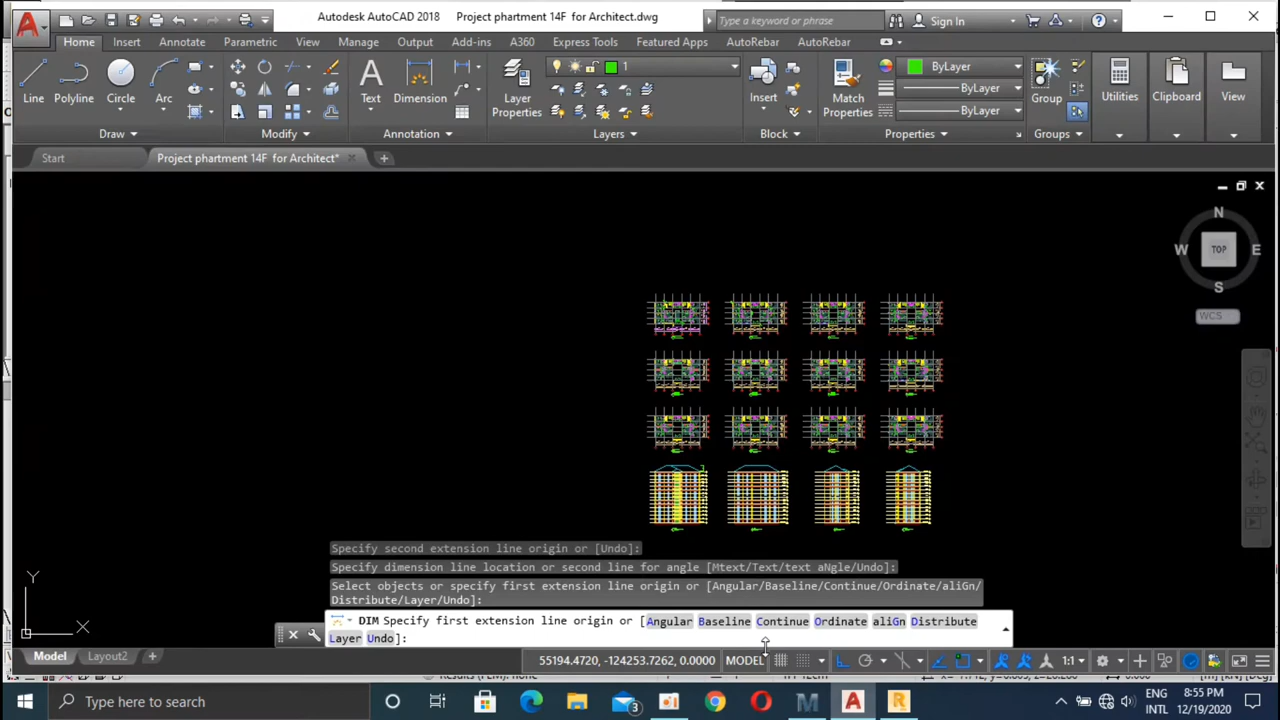 Autodesk AutoCAD 2018 Project phartment 14F for Architect.dwg
Type a keyword or phrase
Sign In
Home Insert Annotate Parametric View Manage Output Add-ins A360 Express Tools Featured Apps AutoRebar AutoRebar
1
ByLayer
ByLayer
ByLayer
Line Polyline Circle Arc Text Dimension Layer Properties Insert Match Properties Group Utilities Clipboard View
Draw Modify Annotation Layers Block Properties Groups
Start Project phartment 14F for Architect*
N
W TOP E
S
WCS
Y
X
Specify second extension line origin or [Undo]:
Specify dimension line location or second line for angle [Mtext/Text/text aNgle/Undo]:
Select objects or specify first extension line origin or [Angular/Baseline/Continue/Ordinate/aliGn/
Distribute/Layer/Undo]:
DIM Specify first extension line origin or [Angular Baseline Continue Ordinate aliGn Distribute
Layer Undo]:
Model Layout2 55194.4720, -124253.7262, 0.0000 MODEL 1:1
Type here to search
3
ENG 8:55 PM
INTL 12/19/2020